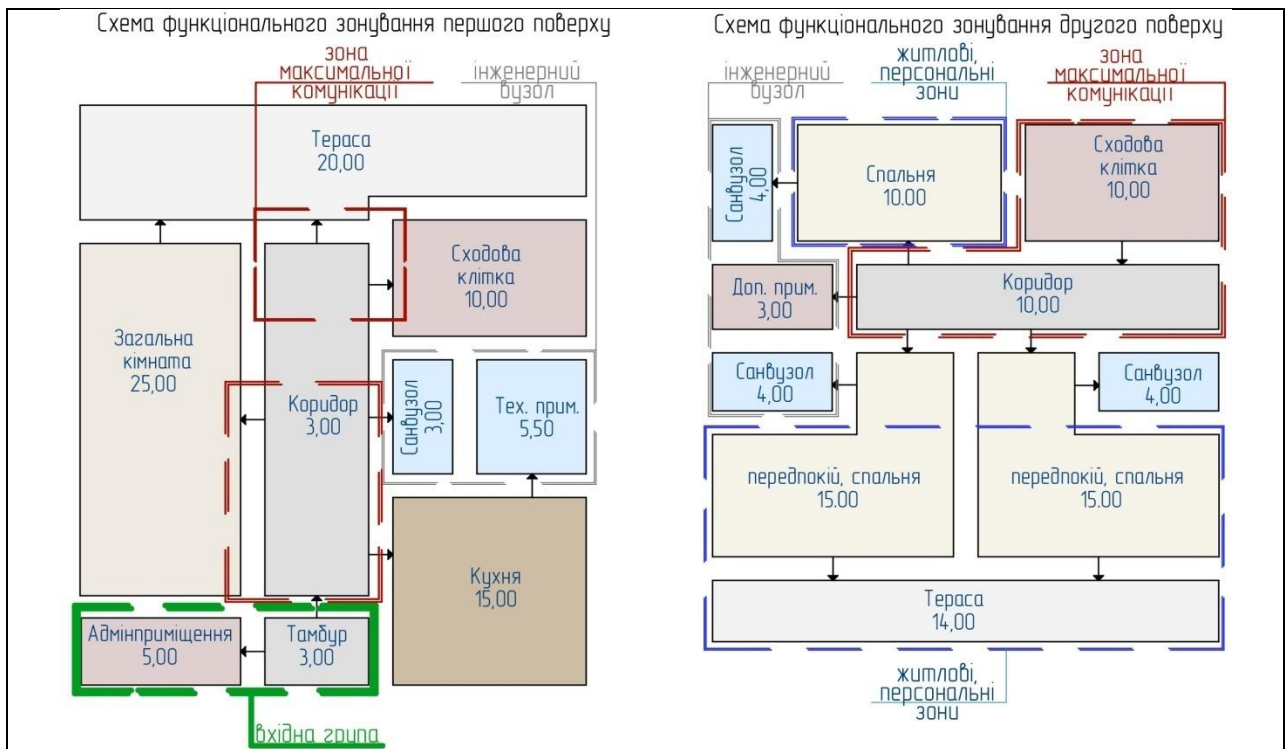 Схема функціонального зонування першого поверху
зона
максимальної
комунікації
інженерний
вузол
Тераса
20,00
Сходова
клітка
10,00
Загальна
кімната
25,00
Коридор
3,00
Санвузол
3,00
Тех. прим.
5,50
Кухня
15,00
Адмінприміщення
5,00
Тамбур
3,00
вхідна група
Схема функціонального зонування другого поверху
інженерний
вузол
житлові,
персональні
зони
зона
максимальної
комунікації
Санвузол
4,00
Спальня
10.00
Сходова
клітка
10,00
Доп. прим.
3,00
Коридор
10,00
Санвузол
4,00
Санвузол
4,00
передпокій, спальня
15.00
передпокій, спальня
15.00
Тераса
14,00
житлові,
персональні
зони